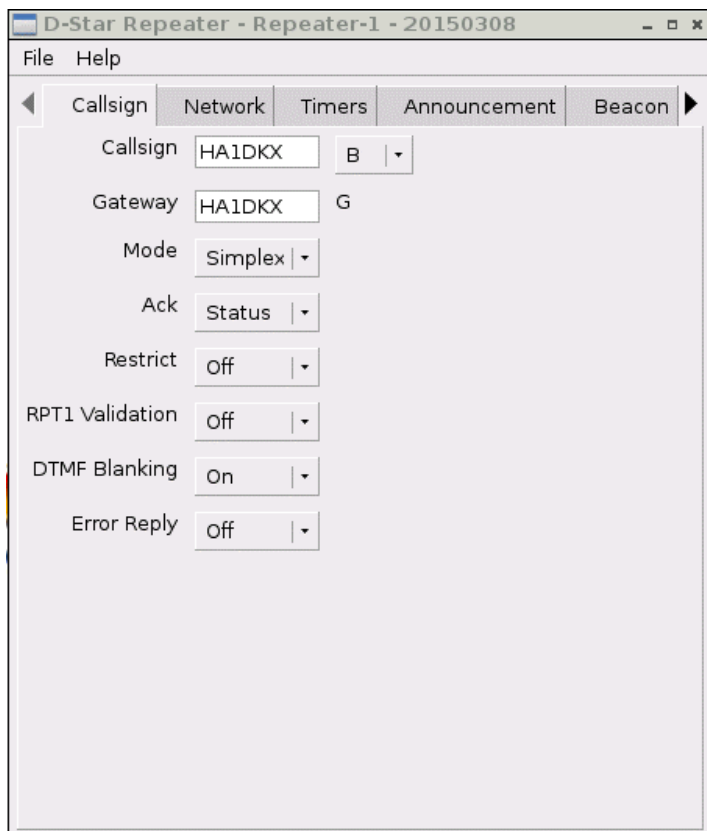 D-Star Repeater - Repeater-1 - 20150308
File Help
Callsign Network Timers Announcement Beacon
Callsign HA1DKX B
Gateway HA1DKX G
Mode Simplex
Ack Status
Restrict Off
RPT1 Validation Off
DTMF Blanking On
Error Reply Off